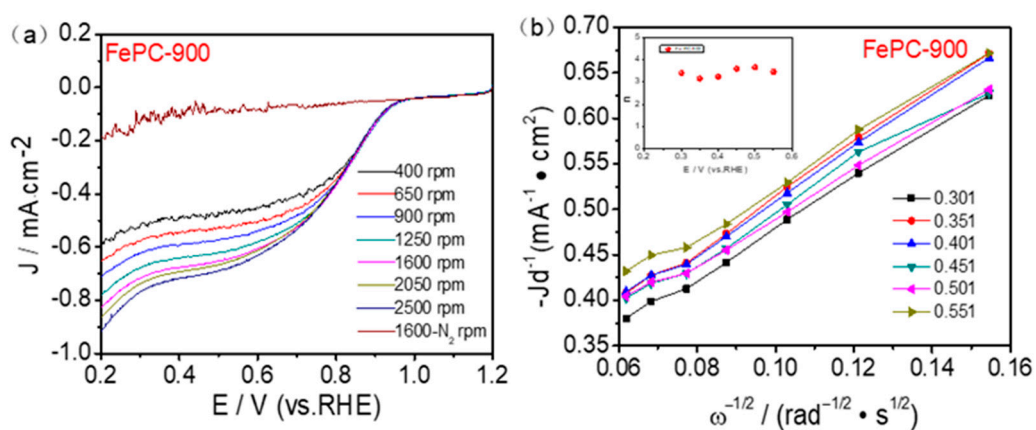 (a)
FePC-900
J / mA.cm-2
0.2
0.0
-0.2
-0.4
-0.6
-0.8
-1.0
400 rpm
650 rpm
900 rpm
1250 rpm
1600 rpm
2050 rpm
2500 rpm
1600-N₂ rpm
0.2 0.4 0.6 0.8 1.0 1.2
E / V (vs.RHE)
(b)
FePC-900
-Jd⁻¹ (mA⁻¹ • cm²)
0.70
0.65
0.60
0.55
0.50
0.45
0.40
0.35
n
5
4
3
2
1
0
0.2 0.3 0.4 0.5 0.6
E / V (vs.RHE)
0.301
0.351
0.401
0.451
0.501
0.551
0.06 0.08 0.10 0.12 0.14 0.16
ω⁻¹/² / (rad⁻¹/² • s¹/²)